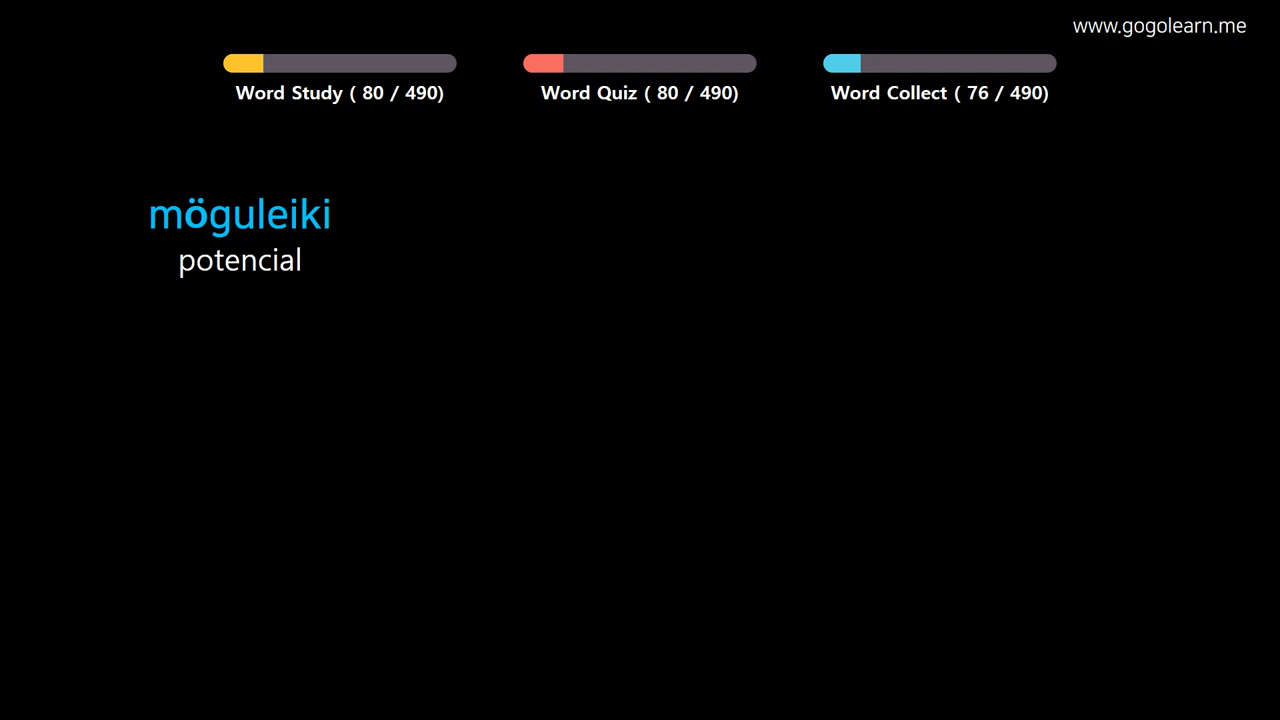 www.gogolearn.me
Word Study ( 80 / 490)
Word Quiz ( 80 / 490)
Word Collect ( 76 / 490)
möguleiki
potencial